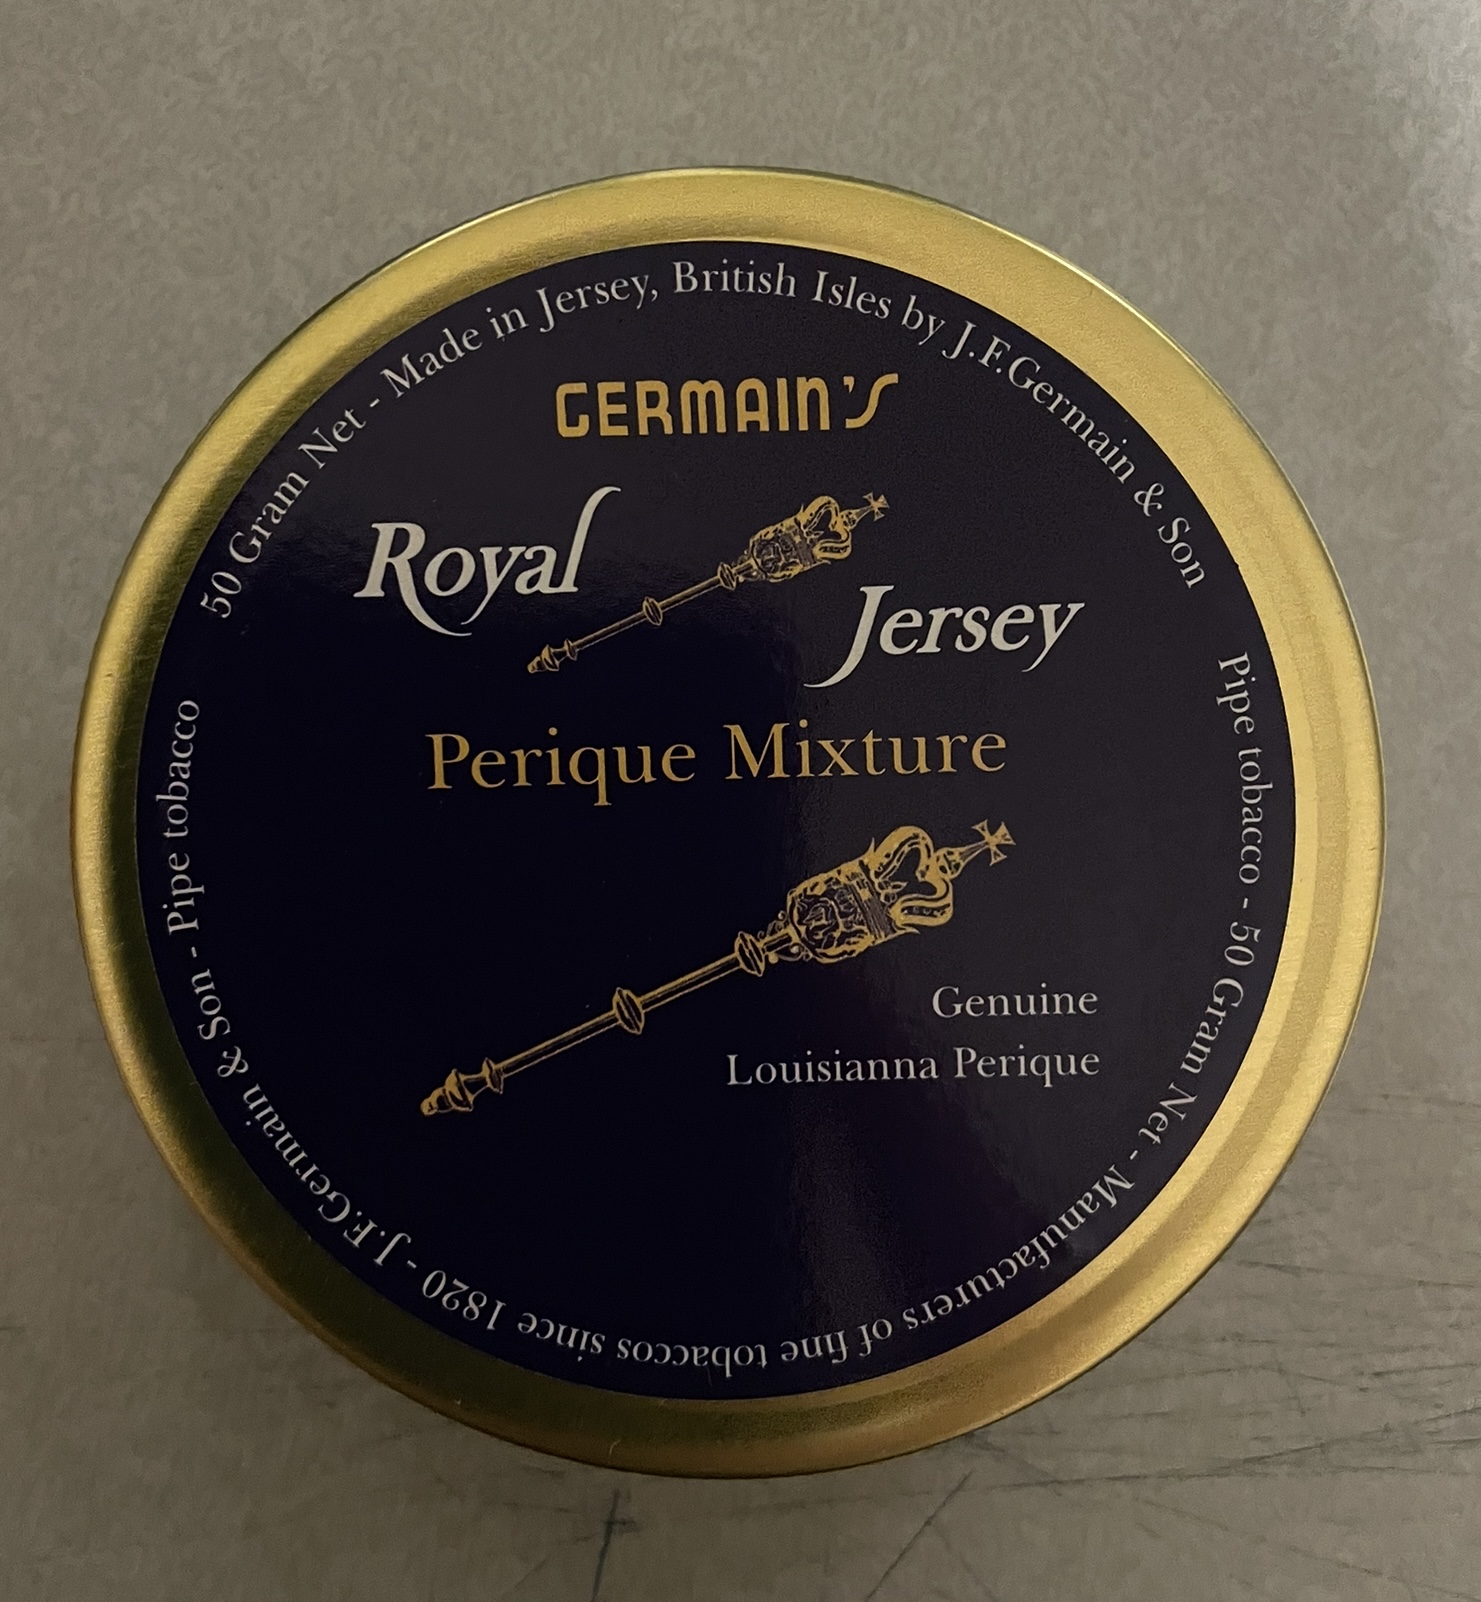 50 Gram Net - Made in Jersey, British Isles by J.F.Germain & Son
GERMAIN'S
Royal
Jersey
Perique Mixture
Genuine
Louisianna Perique
Pipe tobacco - 50 Gram Net - Manufacturers of fine tobaccos since 1820 - J.F.Germain & Son - Pipe tobacco